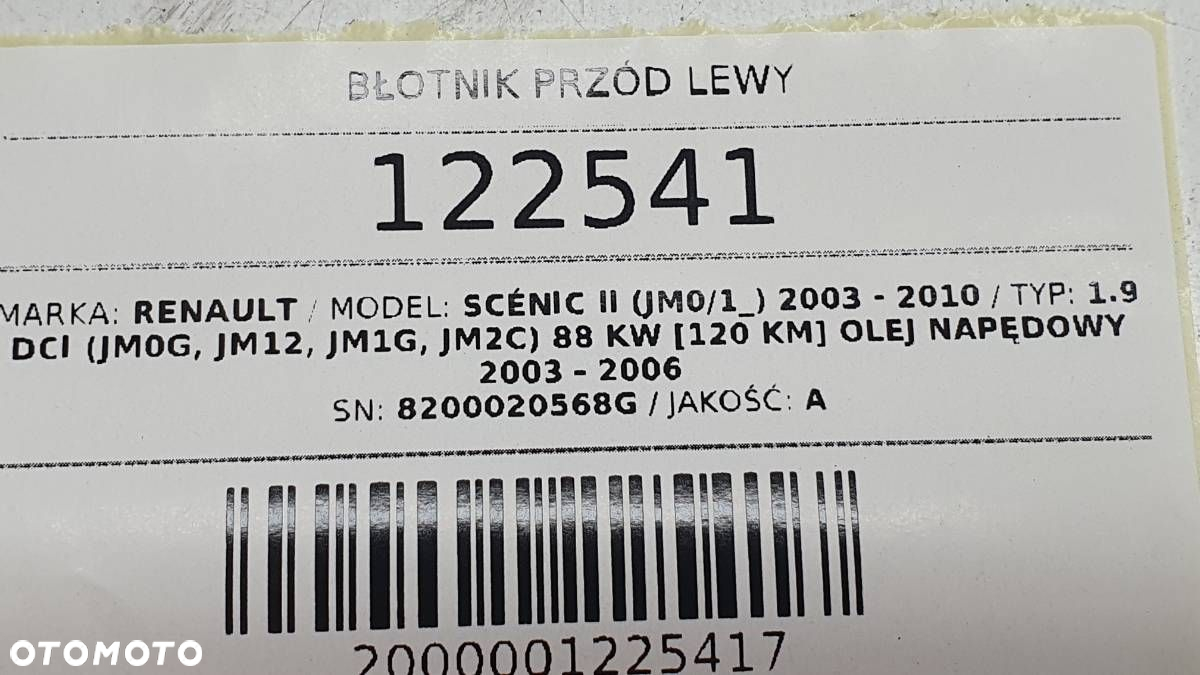 BŁOTNIK PRZÓD LEWY
122541
MARKA: RENAULT / MODEL: SCÉNIC II (JM0/1_) 2003 - 2010 / TYP: 1.9
DCI (JM0G, JM12, JM1G, JM2C) 88 KW [120 KM] OLEJ NAPĘDOWY
2003 - 2006
SN: 8200020568G / JAKOŚĆ: A
2000001225417
OTOMOTO